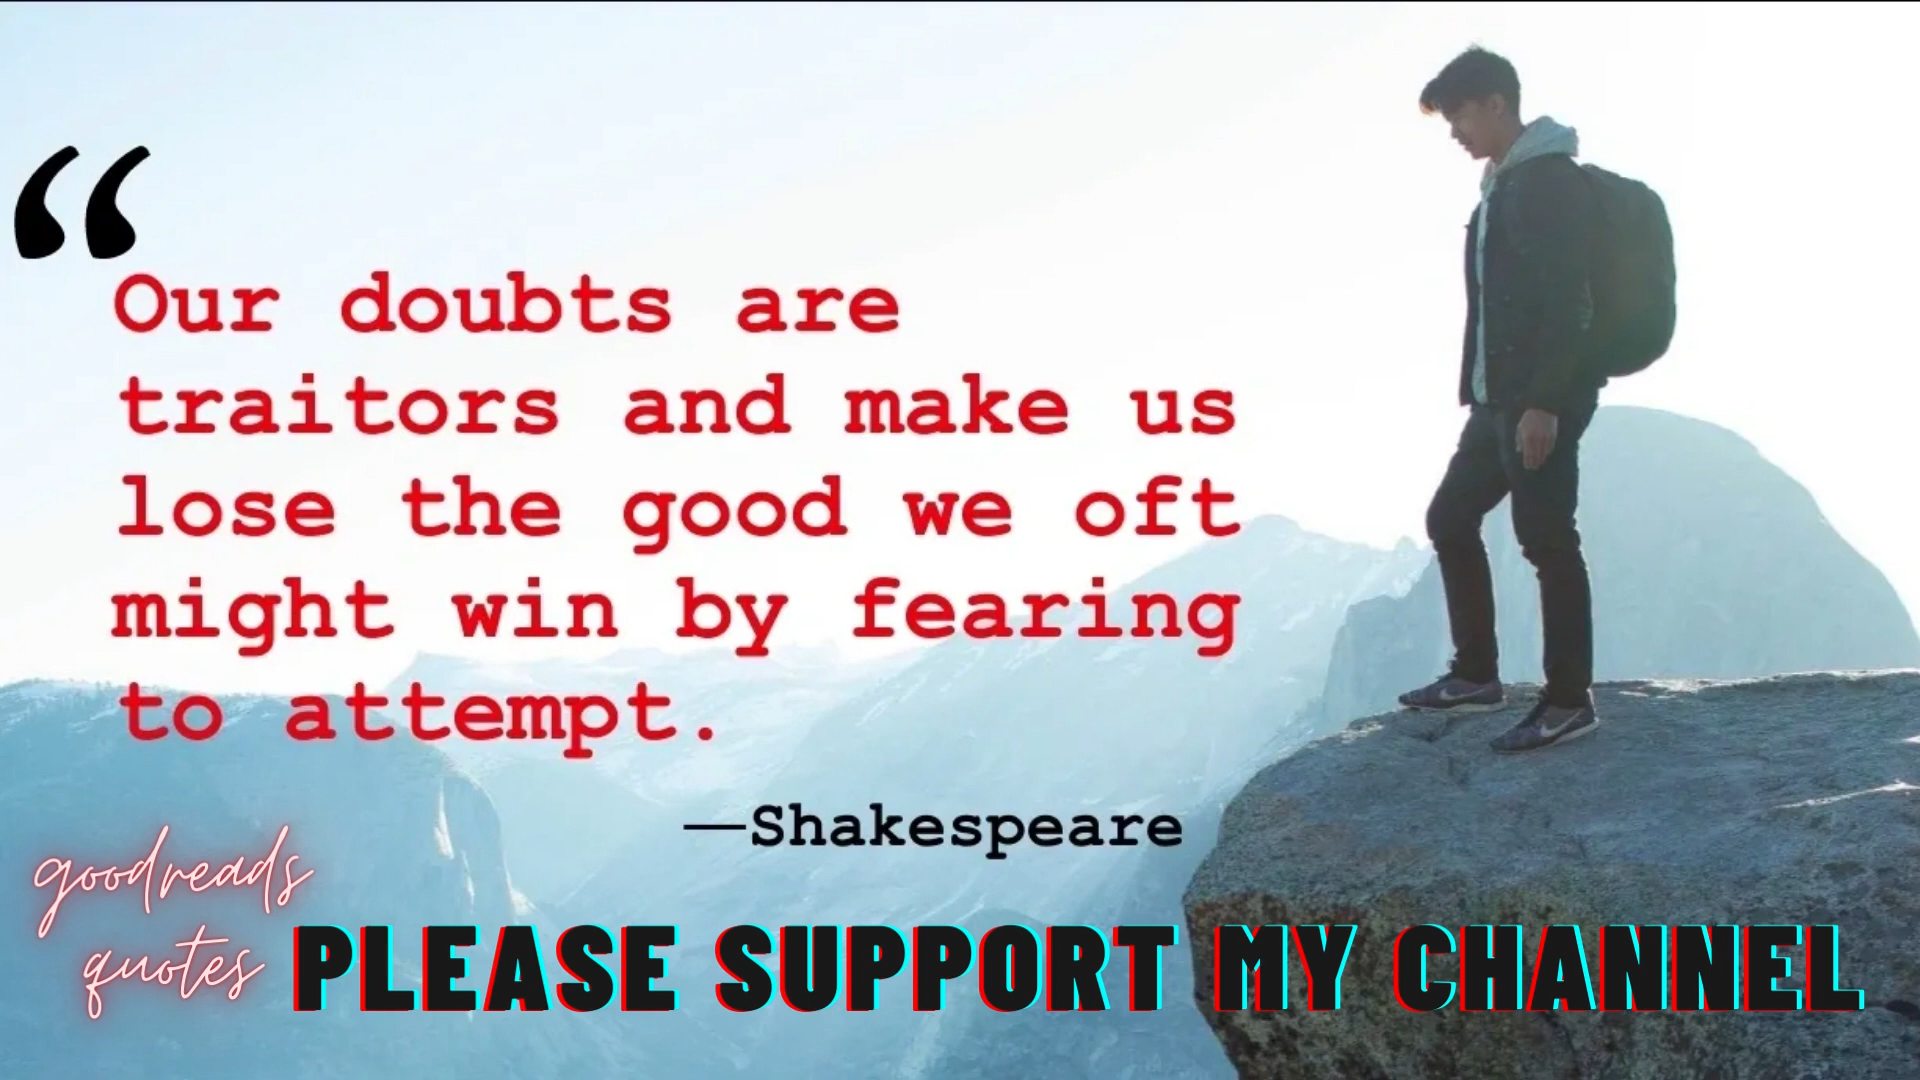 “
Our doubts are
traitors and make us
lose the good we oft
might win by fearing
to attempt.
—Shakespeare
goodreads
quotes
PLEASE SUPPORT MY CHANNEL